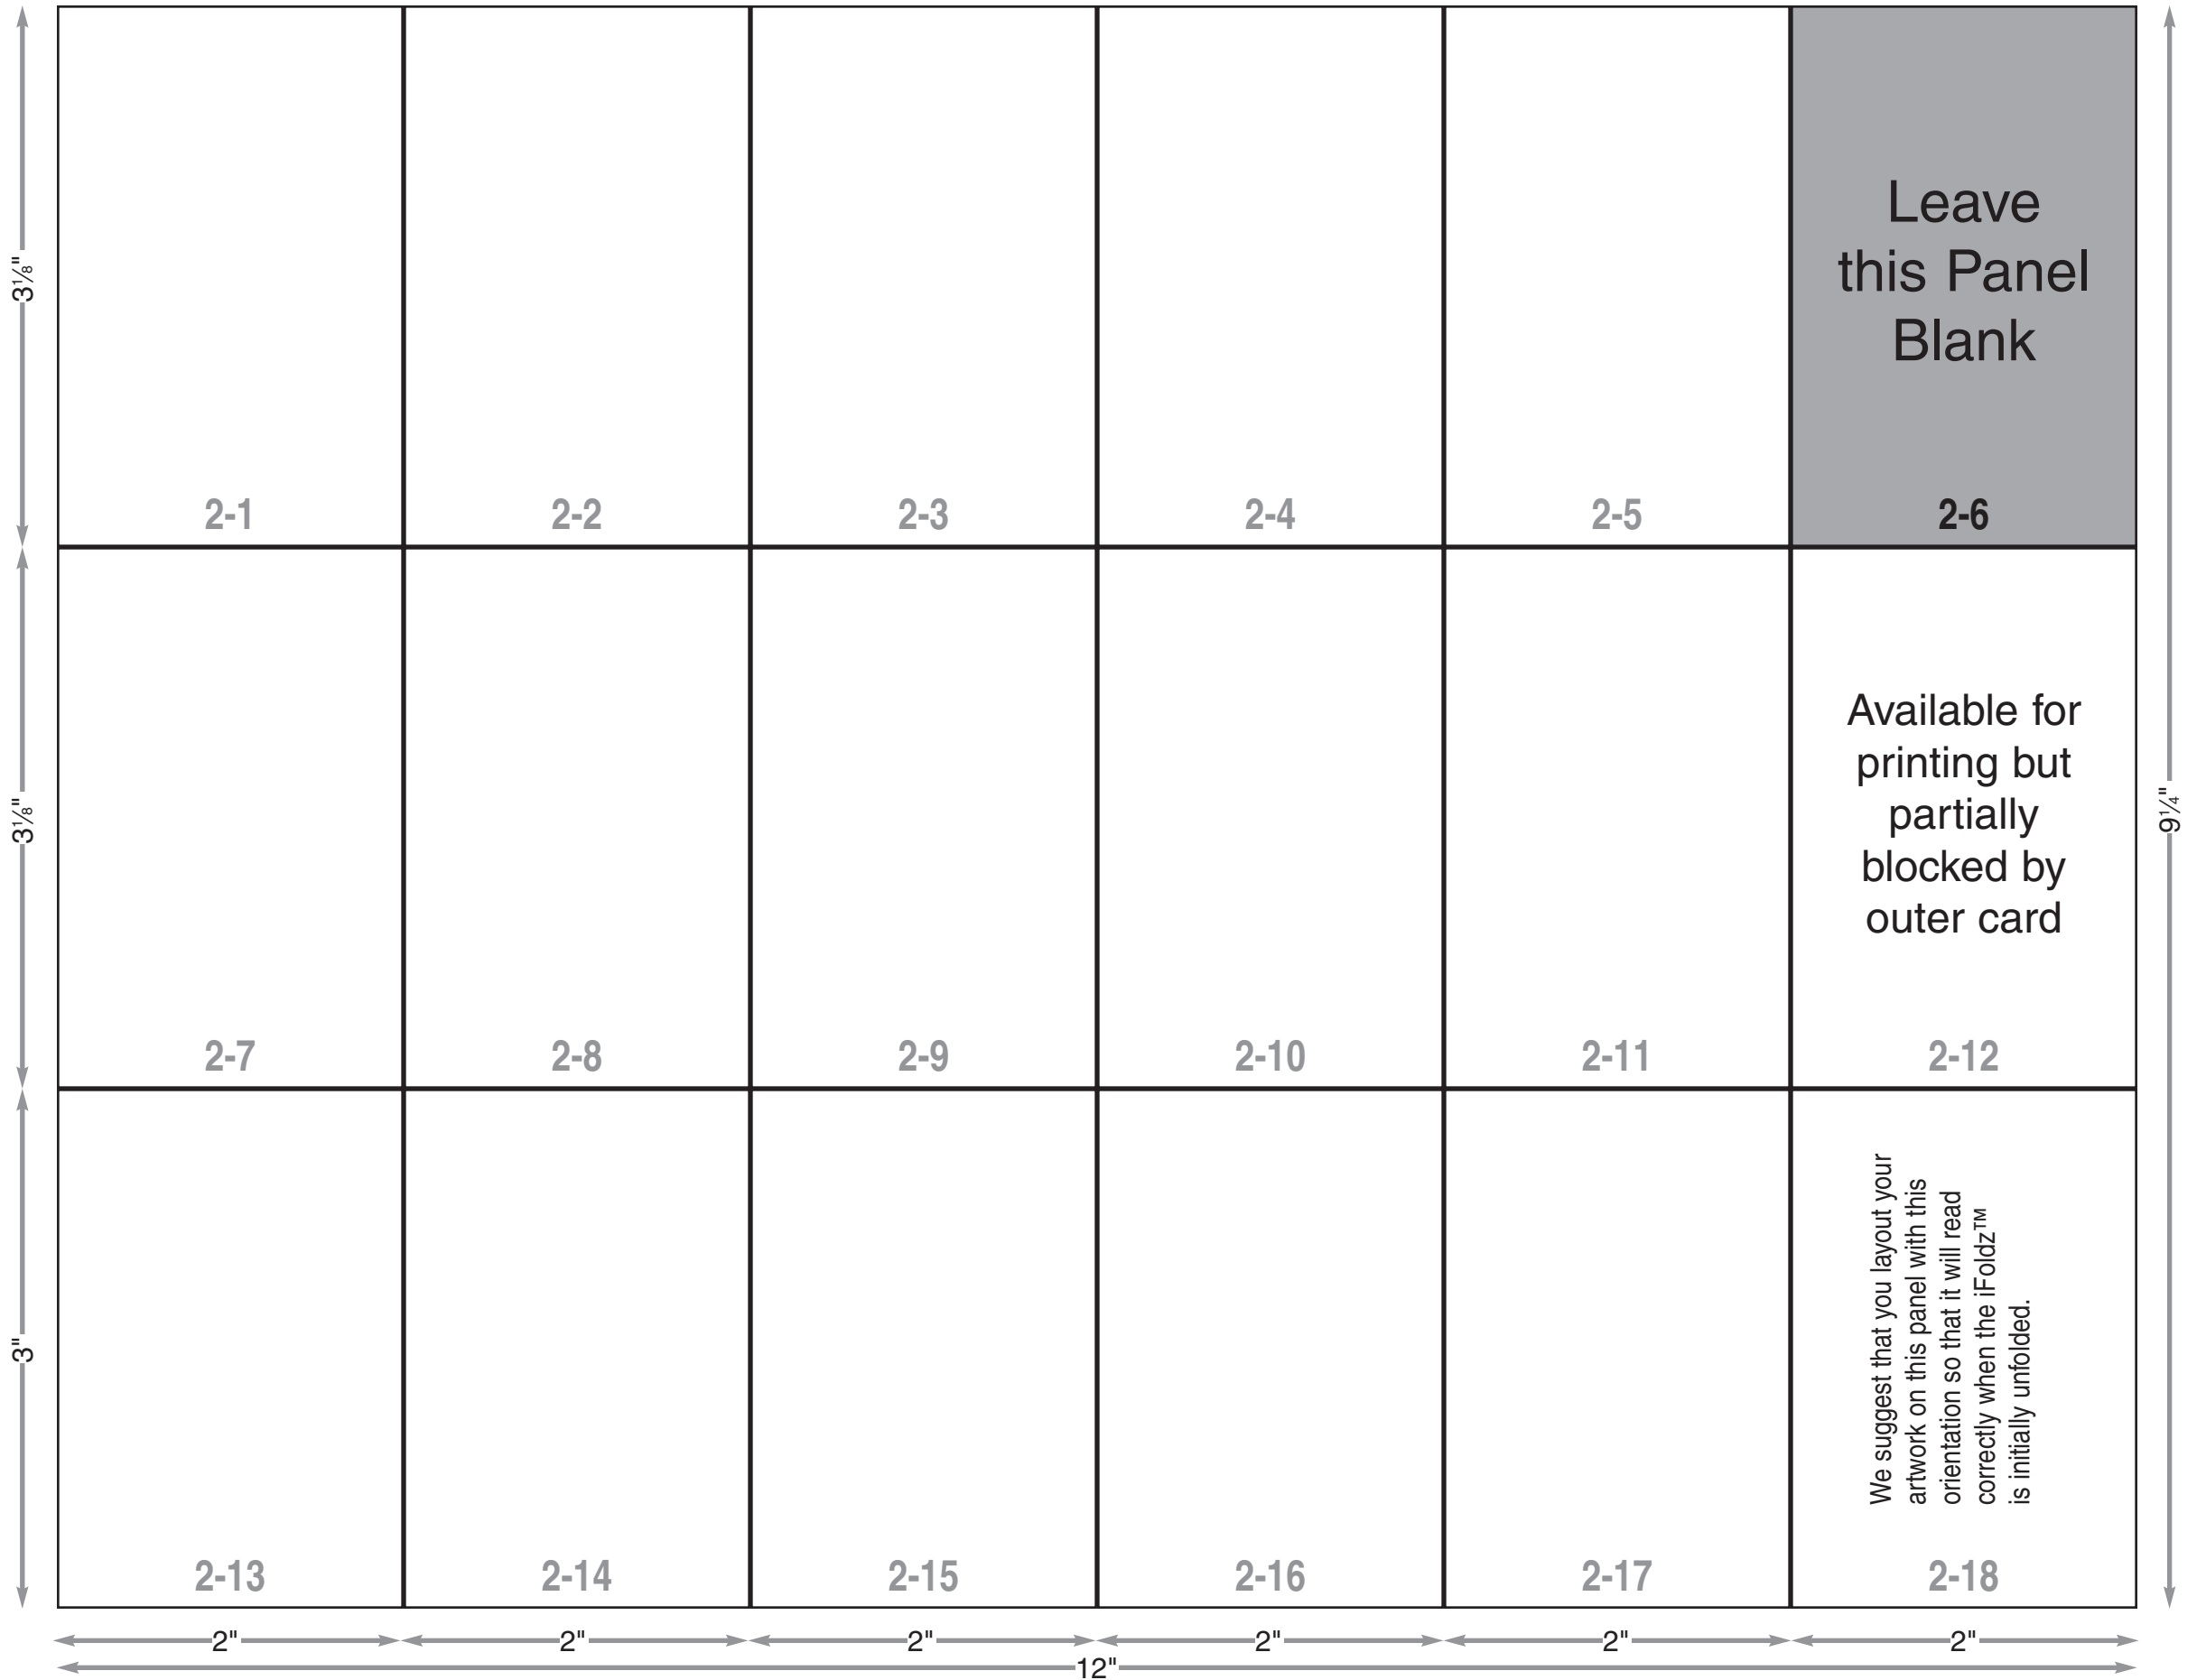 Leave
this Panel
Blank
2-1
2-2
2-3
2-4
2-5
2-6
3⅛"
Available for
printing but
partially
blocked by
outer card
2-7
2-8
2-9
2-10
2-11
2-12
3⅛"
9¼"
We suggest that you layout your
artwork on this panel with this
orientation so that it will read
correctly when the iFoldz™
is initially unfolded.
2-13
2-14
2-15
2-16
2-17
2-18
3"
2"
2"
2"
2"
2"
2"
12"